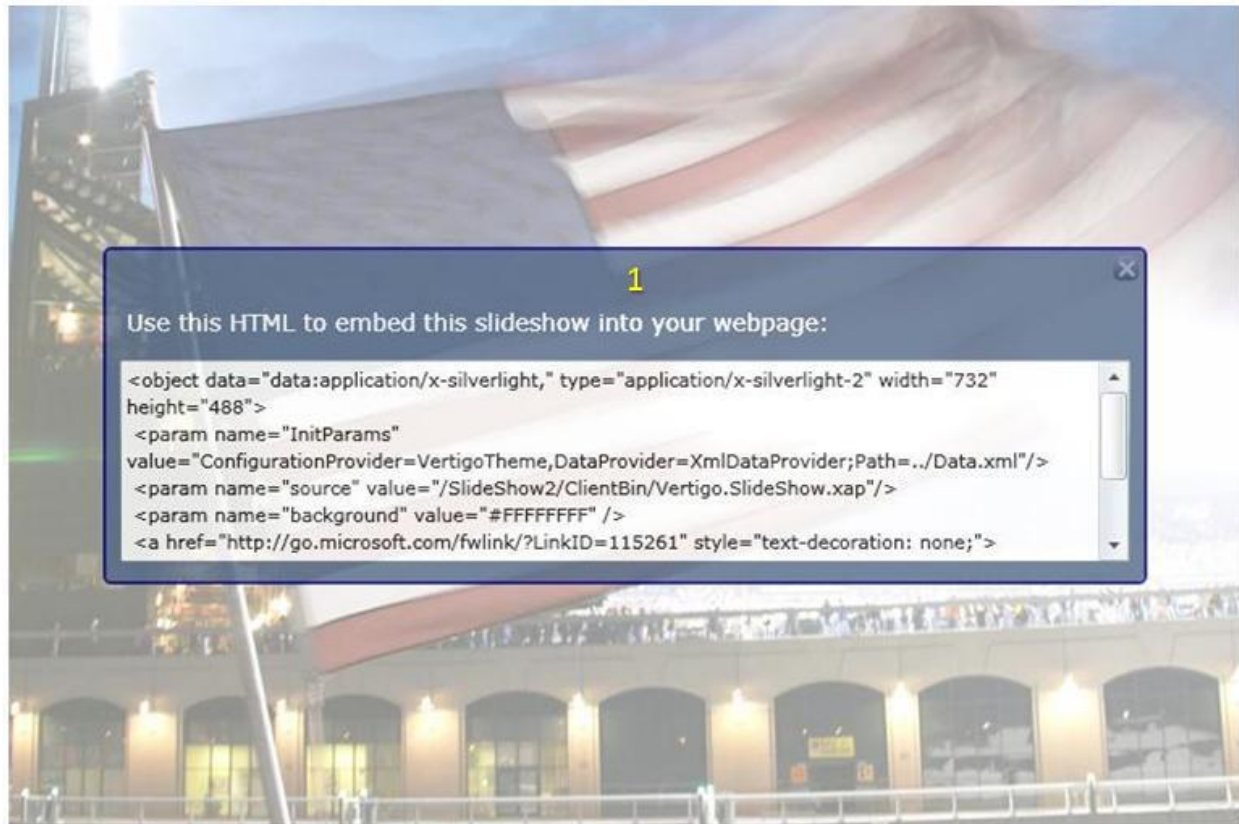 1
Use this HTML to embed this slideshow into your webpage:
<object data="data:application/x-silverlight," type="application/x-silverlight-2" width="732"
height="488">
<param name="InitParams"
value="ConfigurationProvider=VertigoTheme,DataProvider=XmlDataProvider;Path=../Data.xml"/>
<param name="source" value="/SlideShow2/ClientBin/Vertigo.SlideShow.xap"/>
<param name="background" value="#FFFFFFFF" />
<a href="http://go.microsoft.com/fwlink/?LinkID=115261" style="text-decoration: none;">